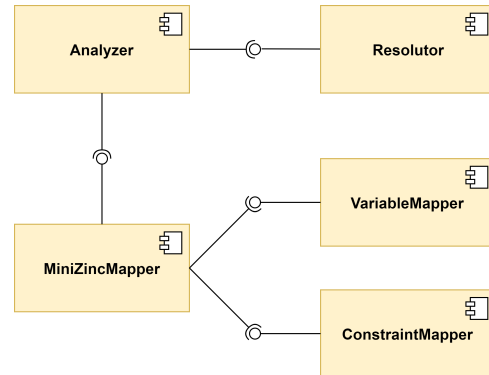 Analyzer
Resolutor
VariableMapper
MiniZincMapper
ConstraintMapper